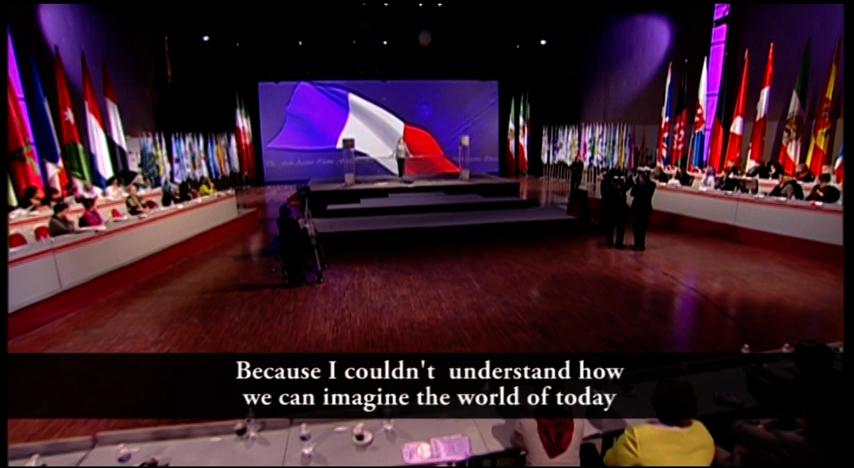 Because I couldn't  understand how
we can imagine the world of today